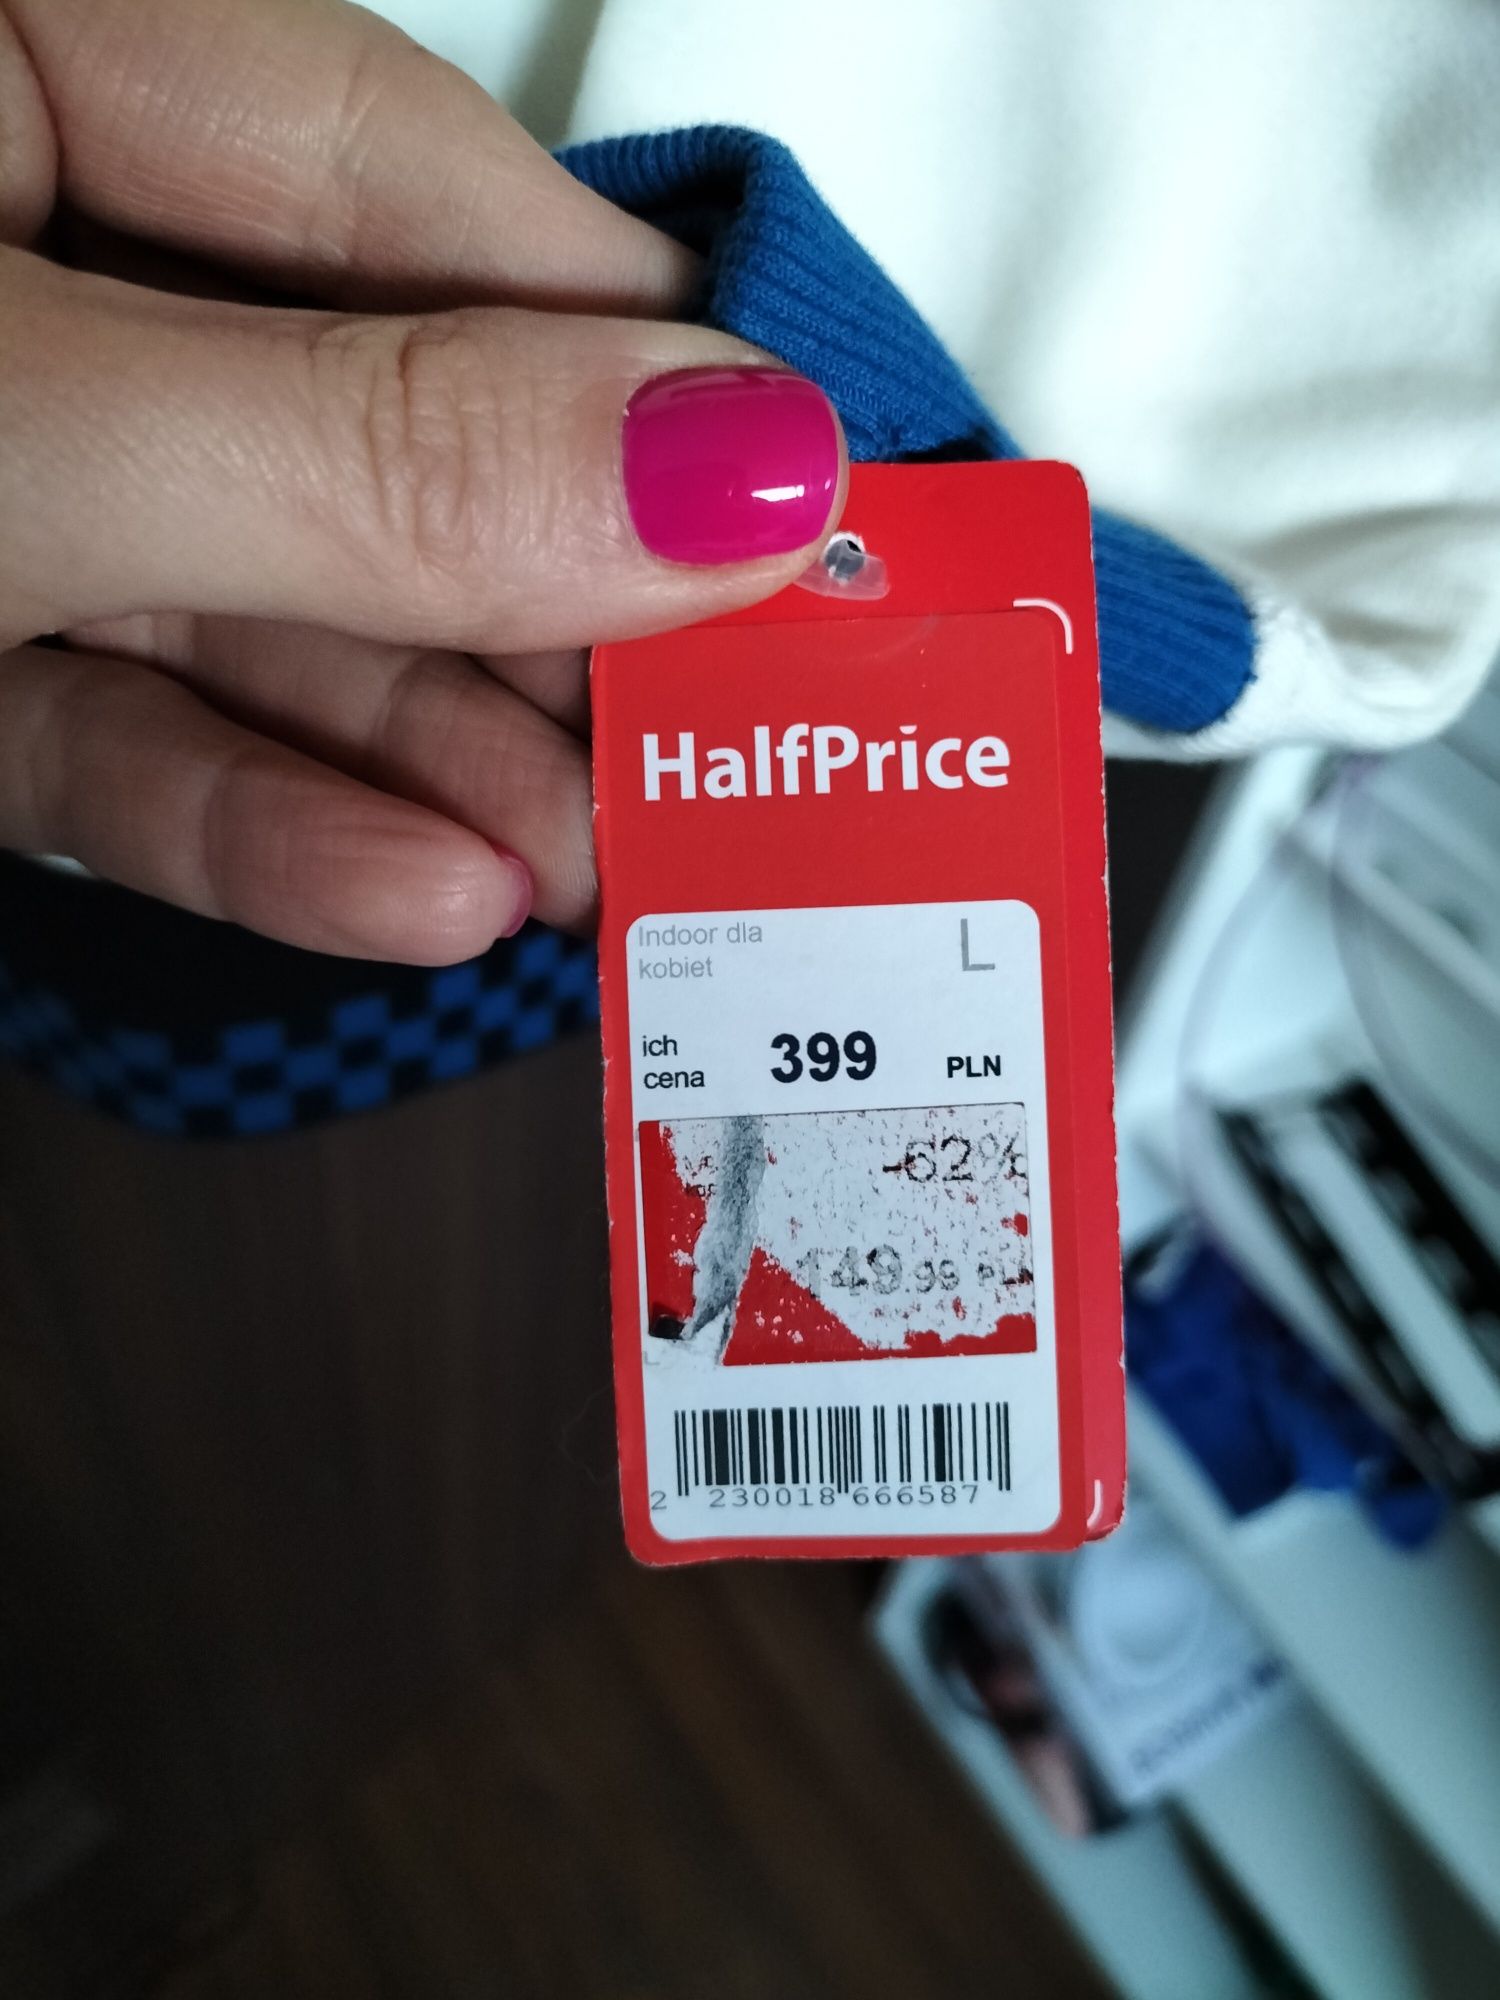 HalfPrice
Indoor dla
kobiet
L
ich
cena
399
PLN
-62%
149.99 PLN
2 230018 666587